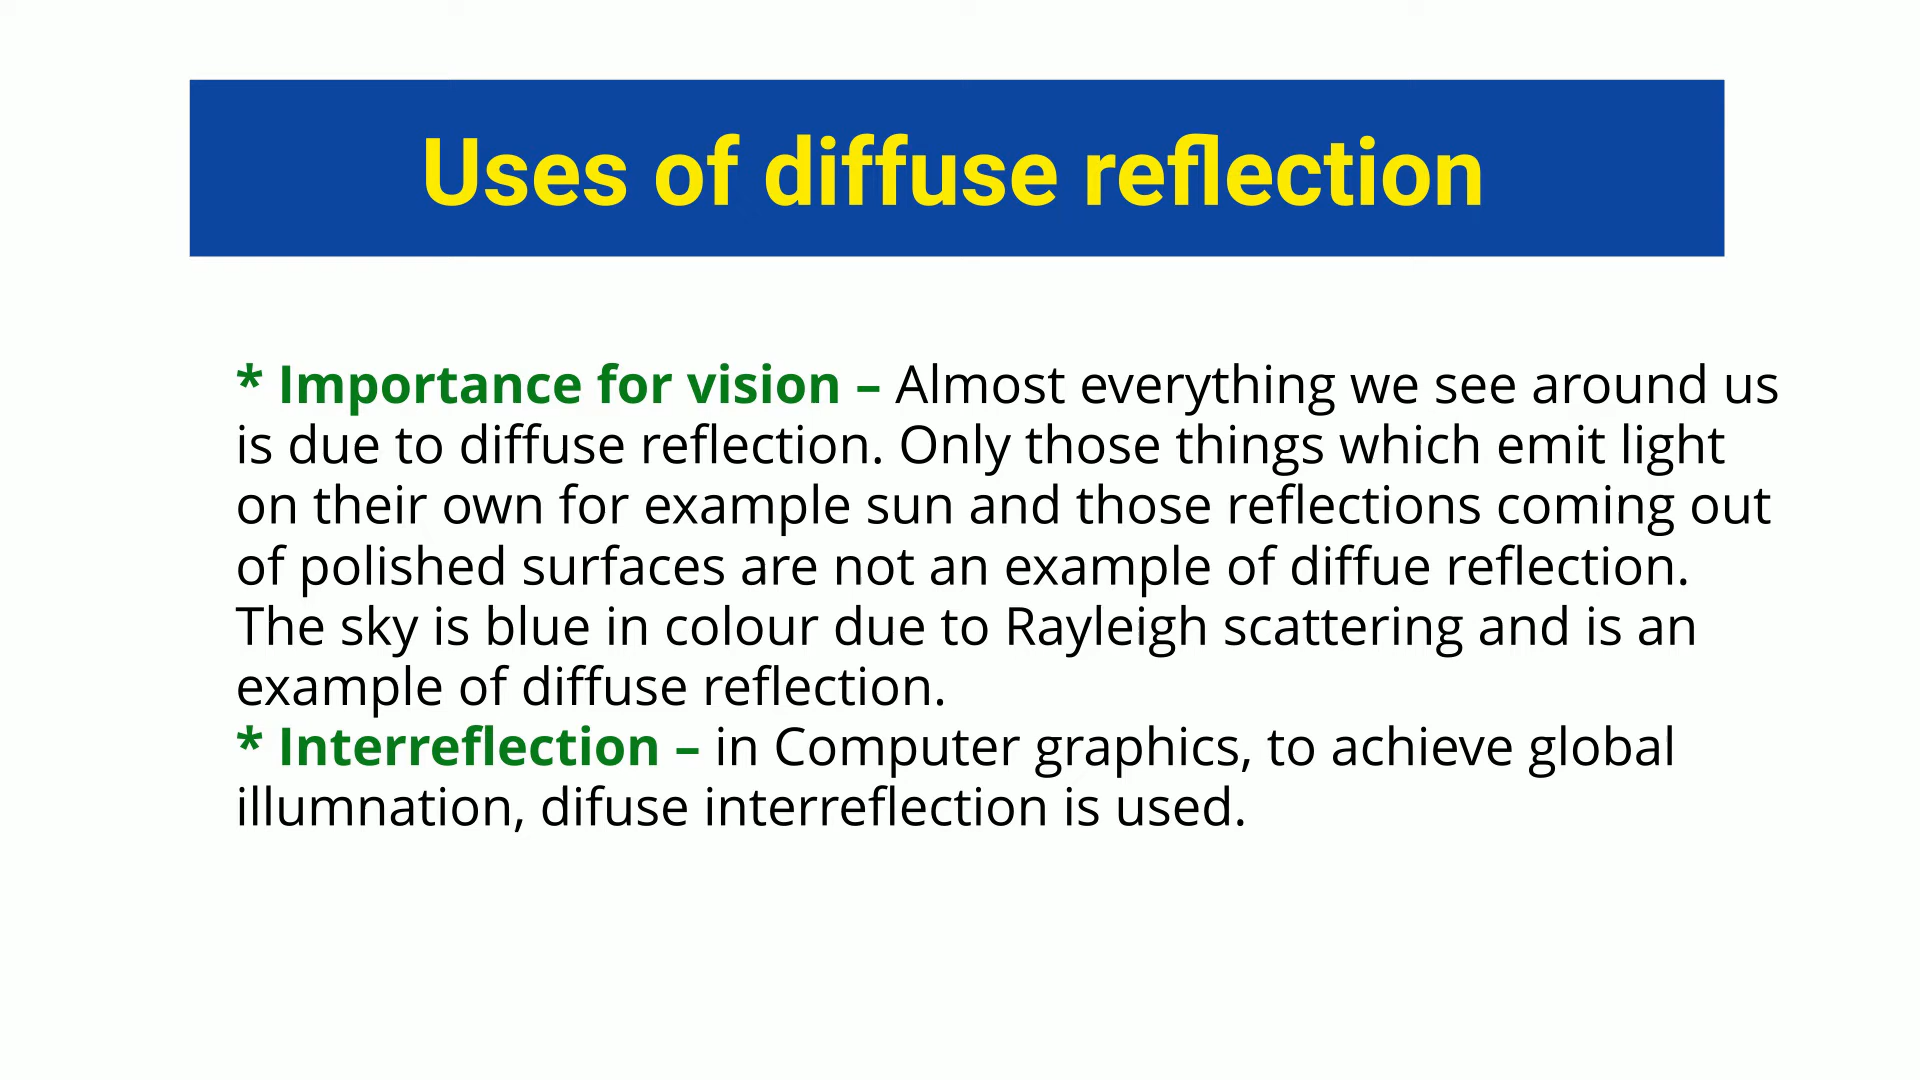 Uses of diffuse reflection
* Importance for vision – Almost everything we see around us
is due to diffuse reflection. Only those things which emit light
on their own for example sun and those reflections coming out
of polished surfaces are not an example of diffue reflection.
The sky is blue in colour due to Rayleigh scattering and is an
example of diffuse reflection.
* Interreflection – in Computer graphics, to achieve global
illumnation, difuse interreflection is used.